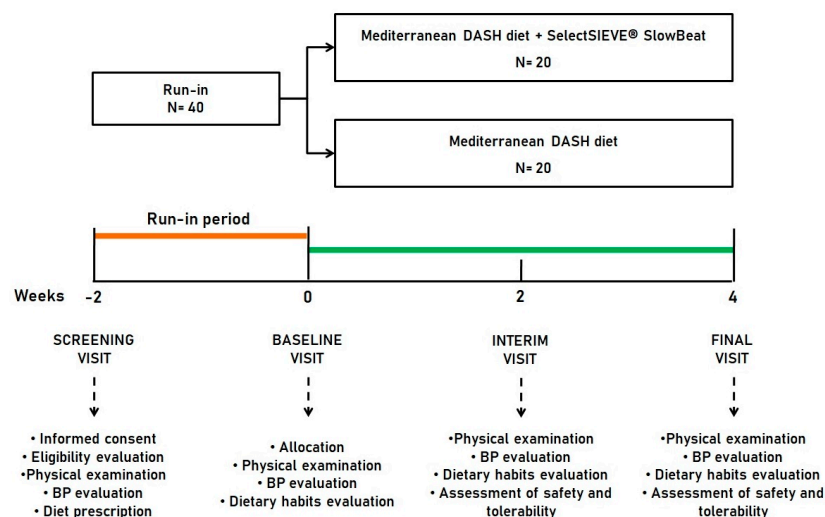 Mediterranean DASH diet + SelectSIEVE® SlowBeat
N= 20
Run-in
N= 40
Mediterranean DASH diet
N= 20
Run-in period
Weeks -2 0 2 4
SCREENING
VISIT
BASELINE
VISIT
INTERIM
VISIT
FINAL
VISIT
• Informed consent
• Eligibility evaluation
•Physical examination
• BP evaluation
• Diet prescription
• Allocation
• Physical examination
• BP evaluation
• Dietary habits evaluation
•Physical examination
• BP evaluation
• Dietary habits evaluation
• Assessment of safety and
tolerability
•Physical examination
• BP evaluation
• Dietary habits evaluation
• Assessment of safety and
tolerability